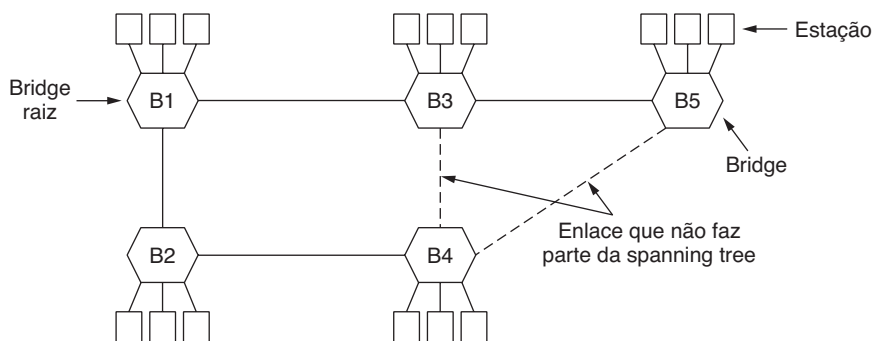 Estação
Bridge
raiz
B1
B3
B5
Bridge
Enlace que não faz
parte da spanning tree
B2
B4